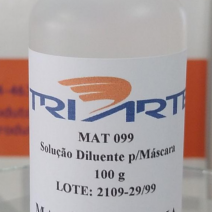 TRIARTE
MAT 099
Solução Diluente p/Máscara
100 g
LOTE: 2109-29/99